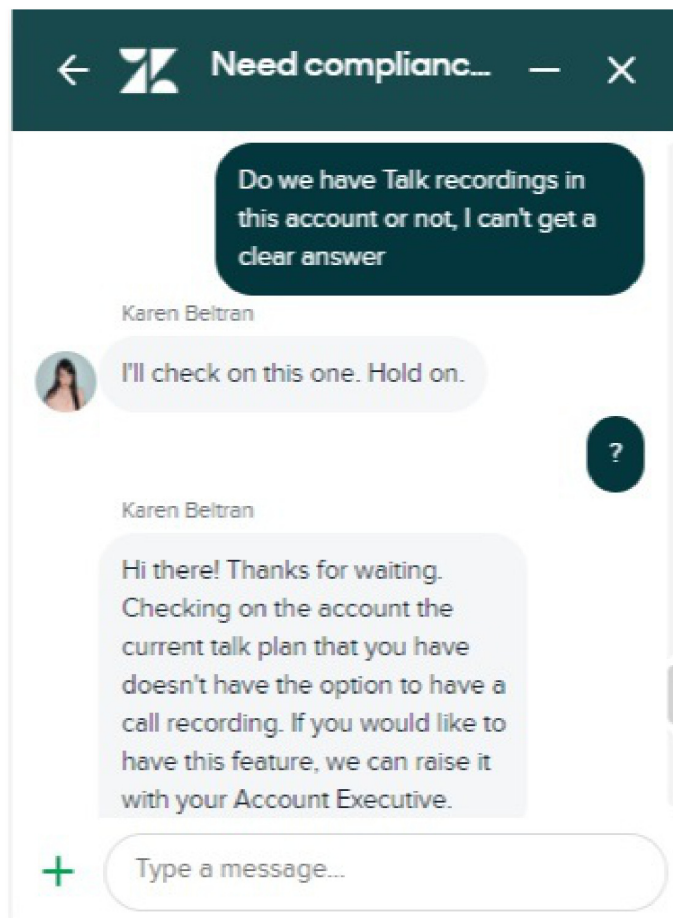 Need complianc...
Do we have Talk recordings in
this account or not, I can't get a
clear answer
Karen Beltran
I'll check on this one. Hold on.
?
Karen Beltran
Hi there! Thanks for waiting.
Checking on the account the
current talk plan that you have
doesn't have the option to have a
call recording. If you would like to
have this feature, we can raise it
with your Account Executive.
Type a message...